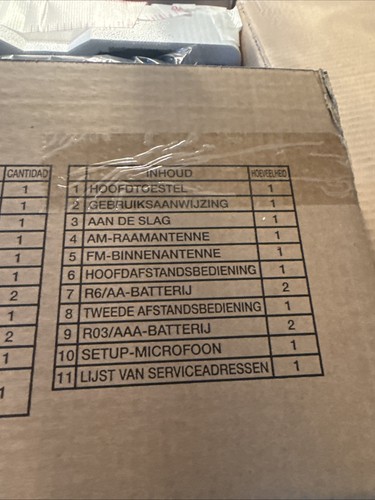 CANTIDAD
1
1
1
1
1
1
2
1
2
1
1
INHOUD HOEVEELHEID
1 HOOFDTOESTEL 1
2 GEBRUIKSAANWIJZING 1
3 AAN DE SLAG 1
4 AM-RAAMANTENNE 1
5 FM-BINNENANTENNE 1
6 HOOFDAFSTANDSBEDIENING 1
7 R6/AA-BATTERIJ 2
8 TWEEDE AFSTANDSBEDIENING 1
9 R03/AAA-BATTERIJ 2
10 SETUP-MICROFOON 1
11 LIJST VAN SERVICEADRESSEN 1